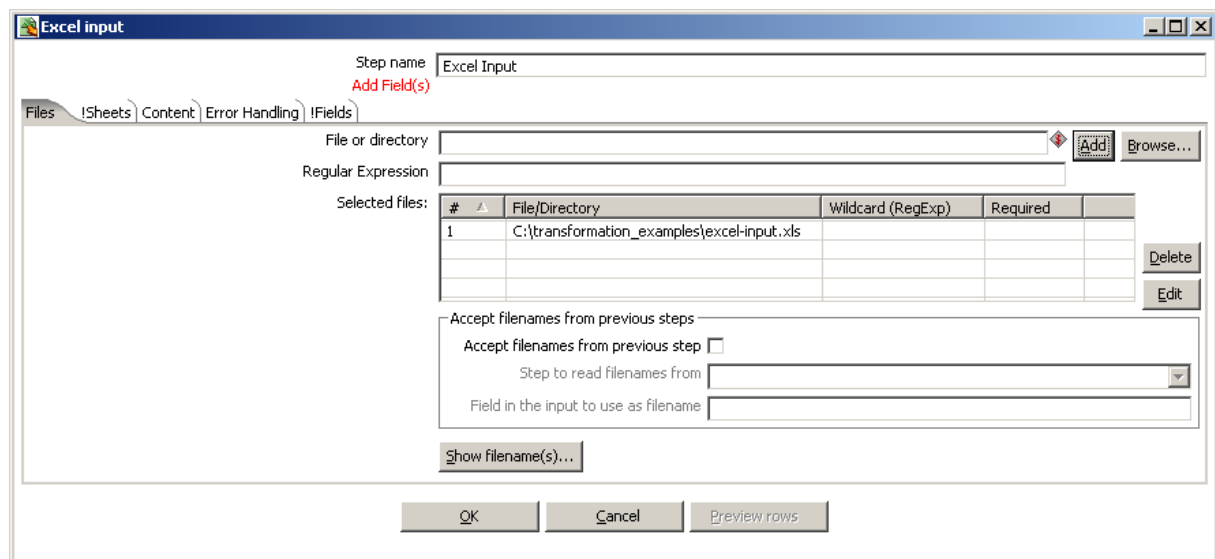 Excel input
Step name Excel Input
Add Field(s)
Files !Sheets Content Error Handling !Fields
File or directory Add Browse...
Regular Expression
Selected files: # File/Directory Wildcard (RegExp) Required
1 C:\transformation_examples\excel-input.xls
Delete
Edit
Accept filenames from previous steps
Accept filenames from previous step
Step to read filenames from
Field in the input to use as filename
Show filename(s)...
OK Cancel Preview rows